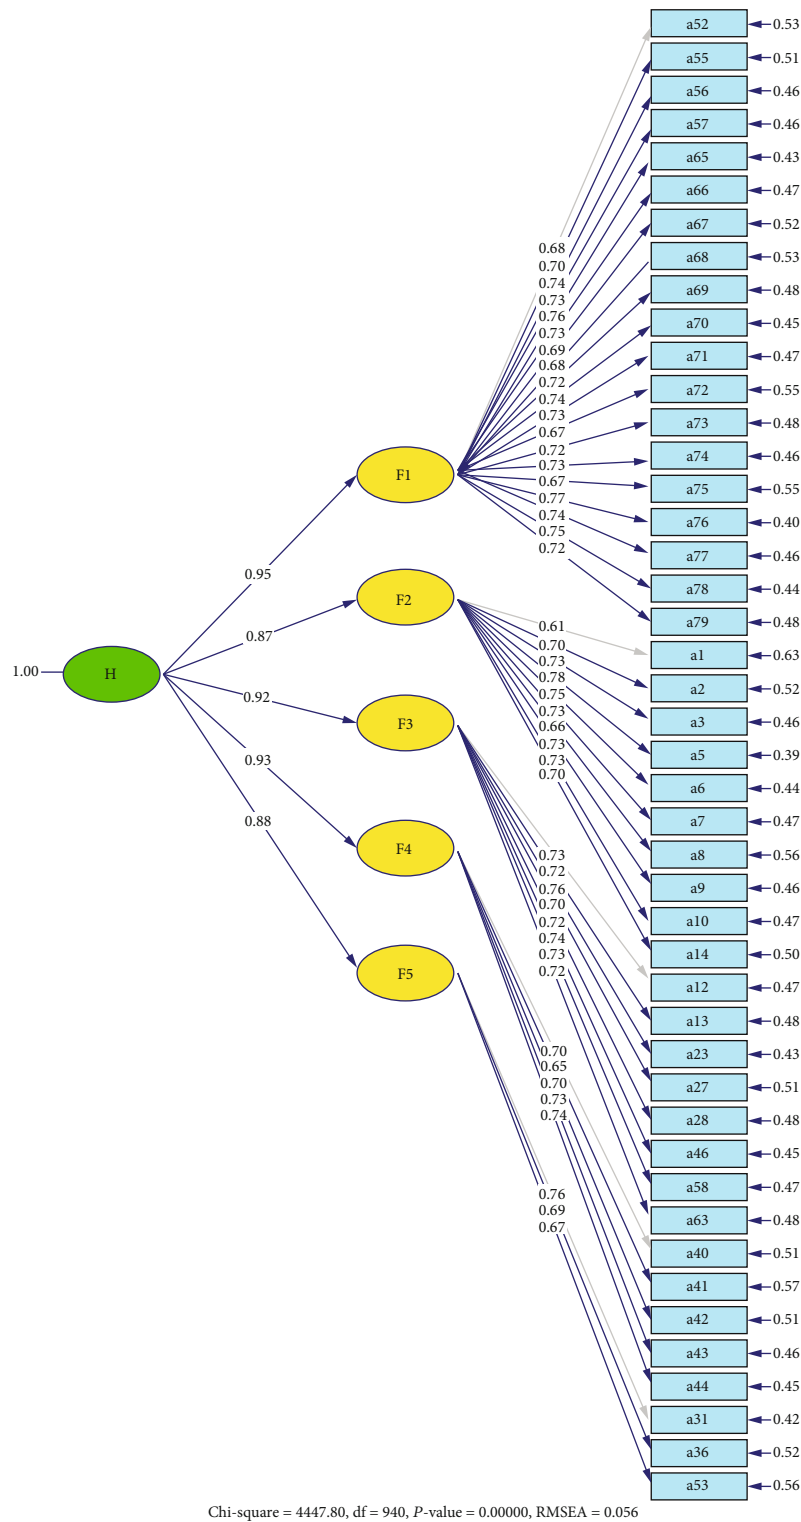 a52 0.53
a55 0.51
a56 0.46
a57 0.46
a65 0.43
a66 0.47
a67 0.52
a68 0.53
a69 0.48
a70 0.45
a71 0.47
a72 0.55
a73 0.48
a74 0.46
a75 0.55
a76 0.40
a77 0.46
a78 0.44
a79 0.48
a1 0.63
a2 0.52
a3 0.46
a5 0.39
a6 0.44
a7 0.47
a8 0.56
a9 0.46
a10 0.47
a14 0.50
a12 0.47
a13 0.48
a23 0.43
a27 0.51
a28 0.48
a46 0.45
a58 0.47
a63 0.48
a40 0.51
a41 0.57
a42 0.51
a43 0.46
a44 0.45
a31 0.42
a36 0.52
a53 0.56
0.68
0.70
0.74
0.73
0.76
0.73
0.69
0.68
0.72
0.74
0.73
0.67
0.72
0.73
0.67
0.77
0.74
0.75
0.72
0.61
0.70
0.73
0.78
0.75
0.73
0.66
0.73
0.73
0.70
0.73
0.72
0.76
0.70
0.72
0.74
0.73
0.72
0.70
0.65
0.70
0.73
0.74
0.76
0.69
0.67
F1
F2
F3
F4
F5
0.95
0.87
0.92
0.93
0.88
1.00 H
Chi-square = 4447.80, df = 940, P-value = 0.00000, RMSEA = 0.056